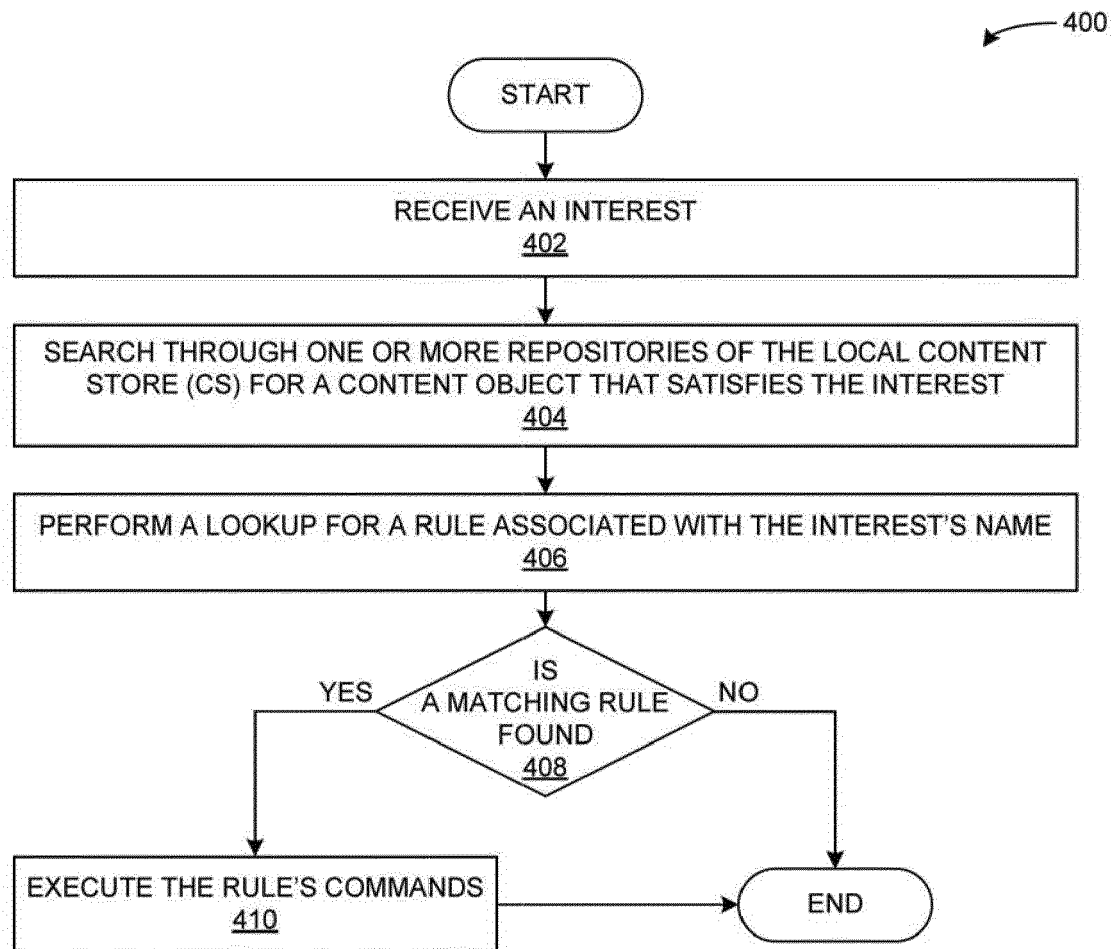 400
START
RECEIVE AN INTEREST
402
SEARCH THROUGH ONE OR MORE REPOSITORIES OF THE LOCAL CONTENT
STORE (CS) FOR A CONTENT OBJECT THAT SATISFIES THE INTEREST
404
PERFORM A LOOKUP FOR A RULE ASSOCIATED WITH THE INTEREST'S NAME
406
IS
A MATCHING RULE
FOUND
408
YES
NO
EXECUTE THE RULE'S COMMANDS
410
END